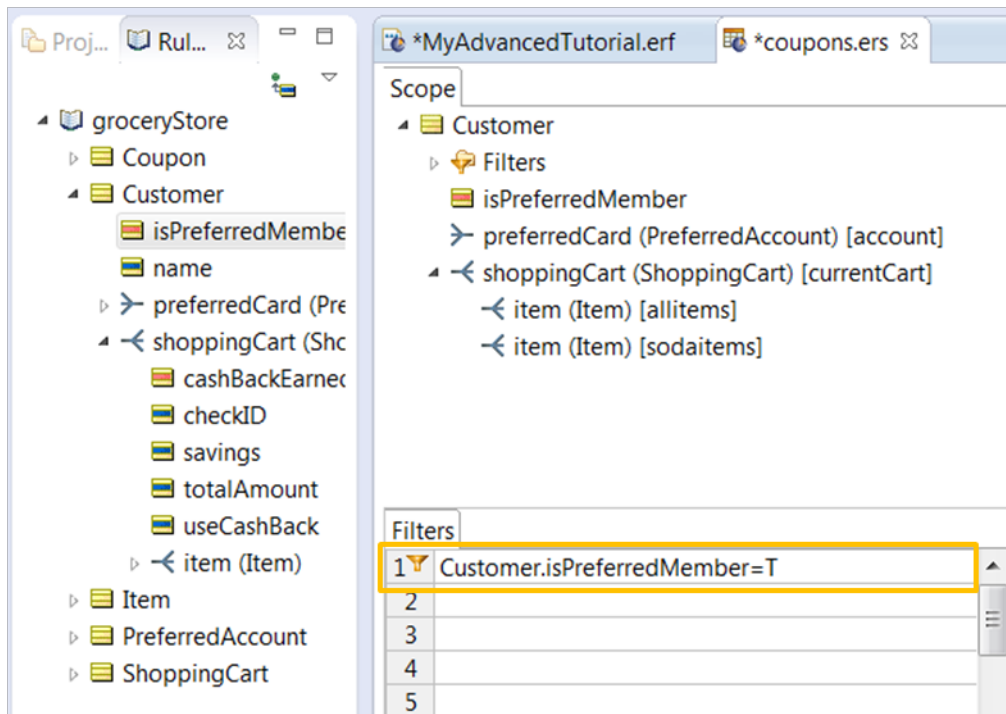 Proj... Rul...
groceryStore
Coupon
Customer
isPreferredMembe
name
preferredCard (Pre
shoppingCart (Sho
cashBackEarned
checkID
savings
totalAmount
useCashBack
item (Item)
Item
PreferredAccount
ShoppingCart
*MyAdvancedTutorial.erf *coupons.ers
Scope
Customer
Filters
isPreferredMember
preferredCard (PreferredAccount) [account]
shoppingCart (ShoppingCart) [currentCart]
item (Item) [allitems]
item (Item) [sodaitems]
Filters
1 Customer.isPreferredMember=T
2
3
4
5